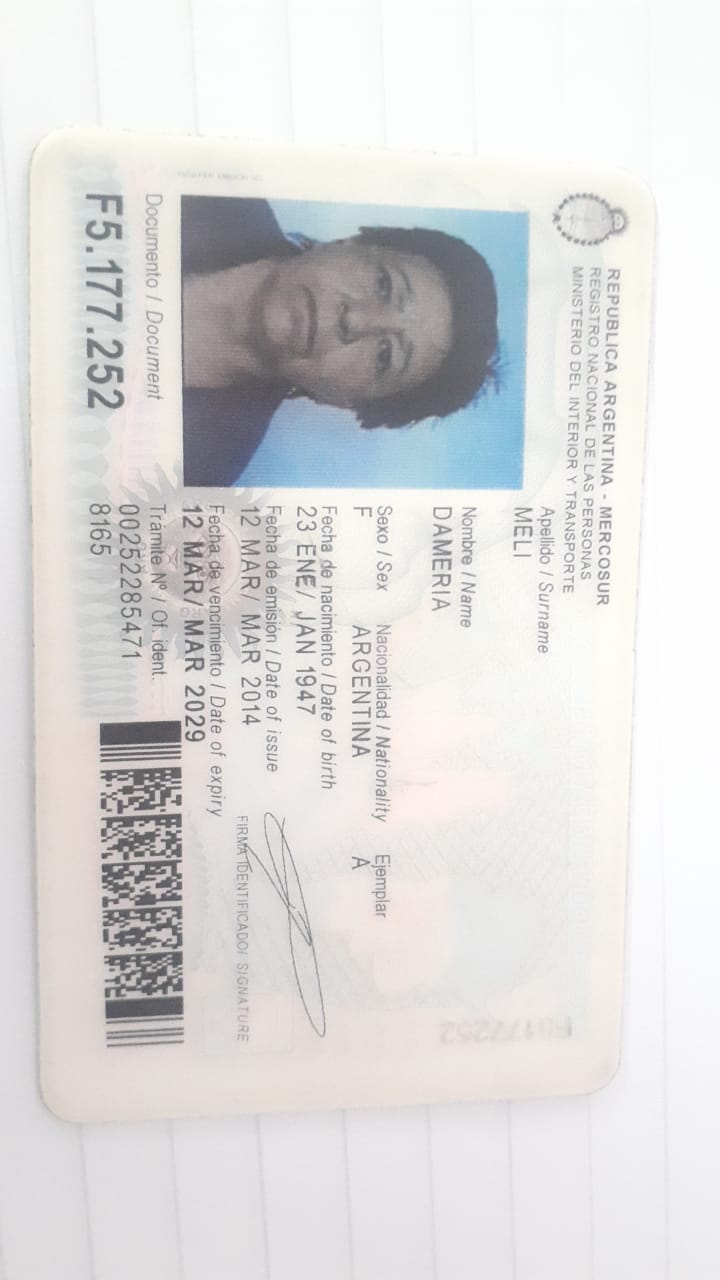 REPUBLICA ARGENTINA - MERCOSUR
REGISTRO NACIONAL DE LAS PERSONAS
MINISTERIO DEL INTERIOR Y TRANSPORTE
Apellido / Surname
MELI
Nombre / Name
DAMERIA
Sexo / Sex Nacionalidad / Nationality Ejemplar
F ARGENTINA A
Fecha de nacimiento / Date of birth
23 ENE/ JAN 1947
Fecha de emisión / Date of issue
12 MAR/ MAR 2014
Fecha de vencimiento / Date of expiry
12 MAR/ MAR 2029
FIRMA IDENTIFICADO/ SIGNATURE
Documento / Document
F5.177.252
Trámite Nº / Of. ident.
00252285471
8165